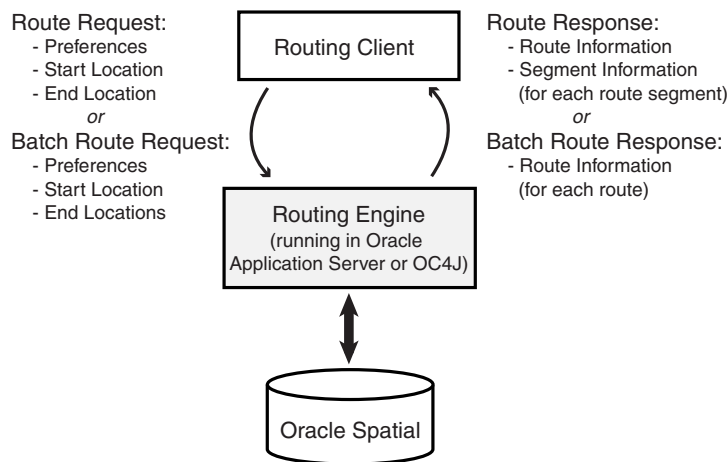 Route Request:
- Preferences
- Start Location
- End Location
or
Batch Route Request:
- Preferences
- Start Location
- End Locations
Routing Client
Route Response:
- Route Information
- Segment Information
(for each route segment)
or
Batch Route Response:
- Route Information
(for each route)
Routing Engine
(running in Oracle
Application Server or OC4J)
Oracle Spatial